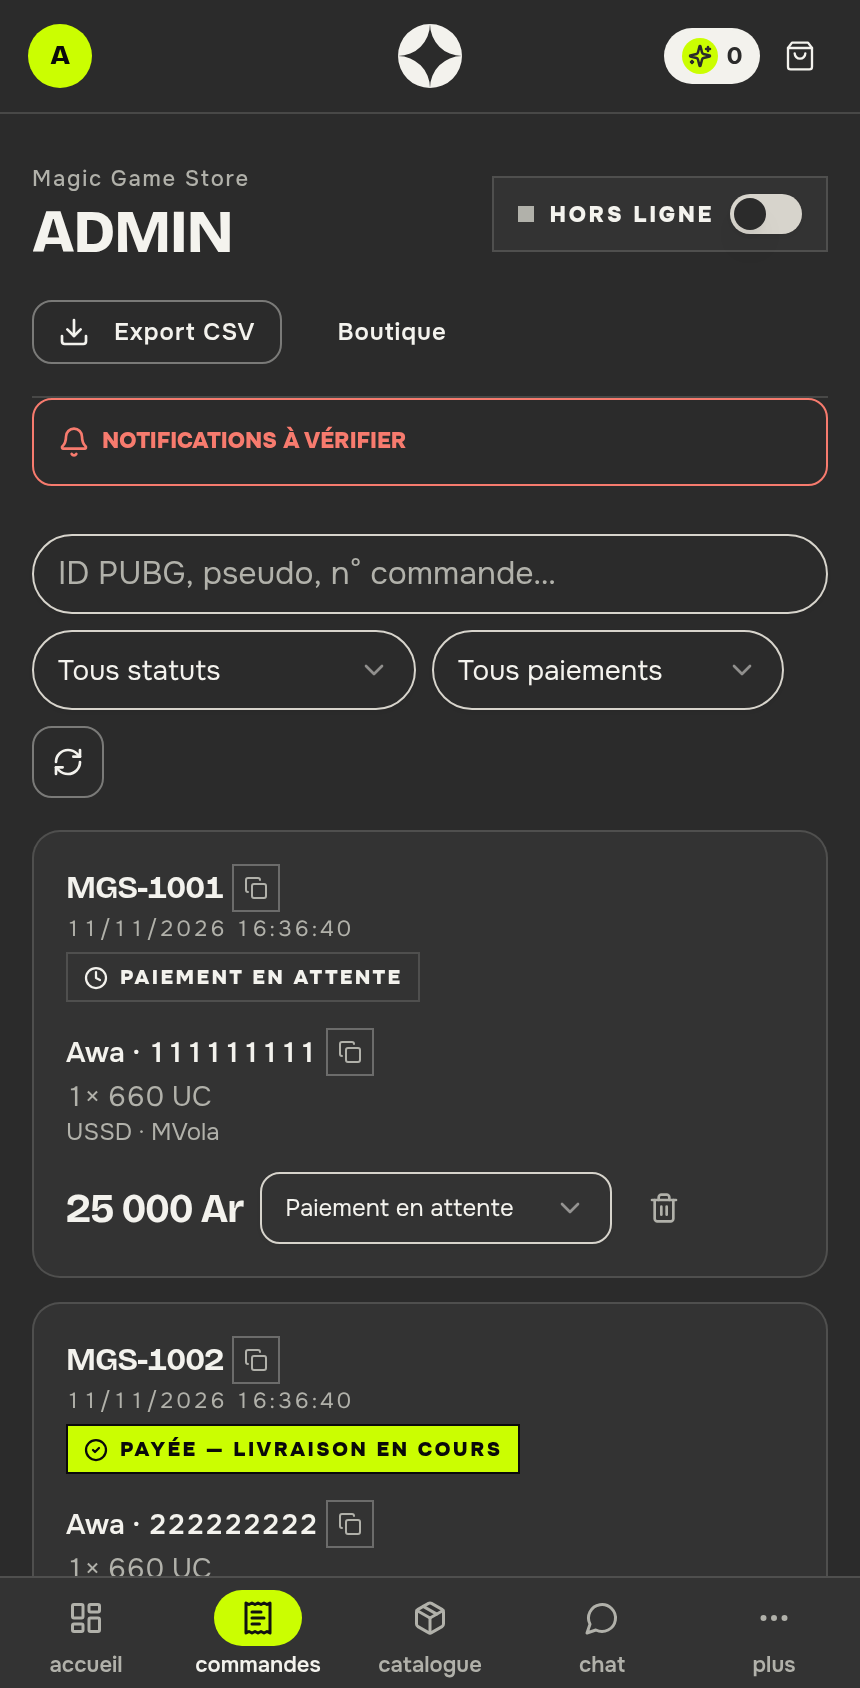 A
0
Magic Game Store
ADMIN
HORS LIGNE
Export CSV
Boutique
NOTIFICATIONS À VÉRIFIER
ID PUBG, pseudo, n° commande...
Tous statuts
Tous paiements
MGS-1001
11/11/2026 16:36:40
PAIEMENT EN ATTENTE
Awa · 111111111
1× 660 UC
USSD · MVola
25 000 Ar
Paiement en attente
MGS-1002
11/11/2026 16:36:40
PAYÉE — LIVRAISON EN COURS
Awa · 222222222
1× 660 UC
accueil
commandes
catalogue
chat
plus